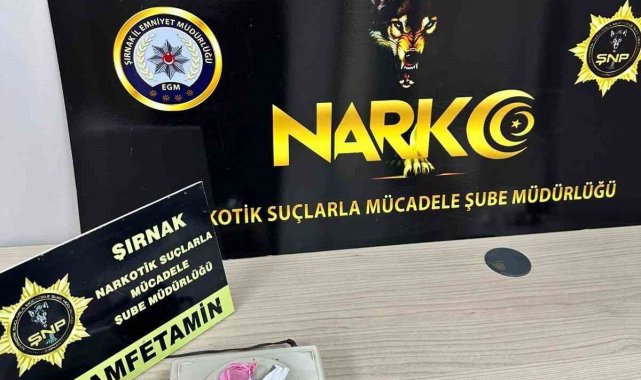 ŞIRNAK İL EMNİYET MÜDÜRLÜĞÜ
EGM
ŞNP
NARKO
KOTİK SUÇLARLA MÜCADELE ŞUBE MÜDÜRLÜĞÜ
ŞIRNAK
NARKOTİK SUÇLARLA
MÜCADELE
ŞUBE MÜDÜRLÜĞÜ
ŞNP
AMFETAMİN